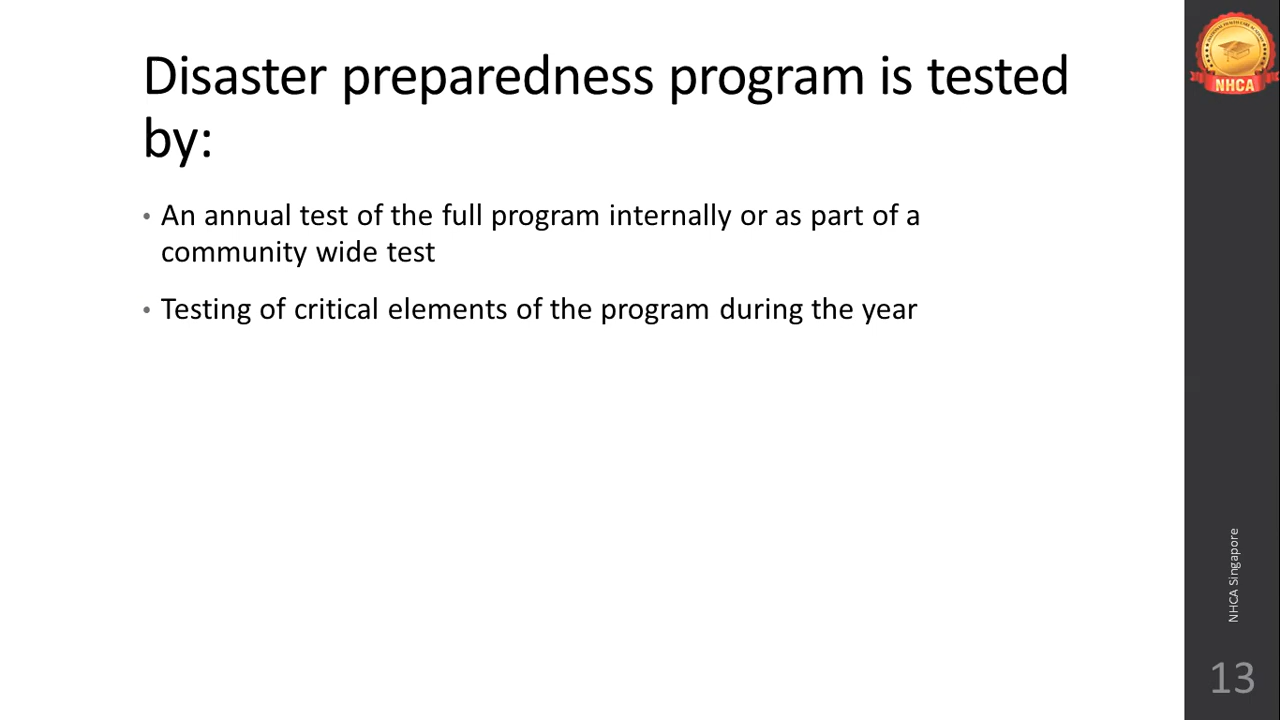 Disaster preparedness program is tested
by:
• An annual test of the full program internally or as part of a
community wide test
• Testing of critical elements of the program during the year
NHCA
NHCA Singapore
13